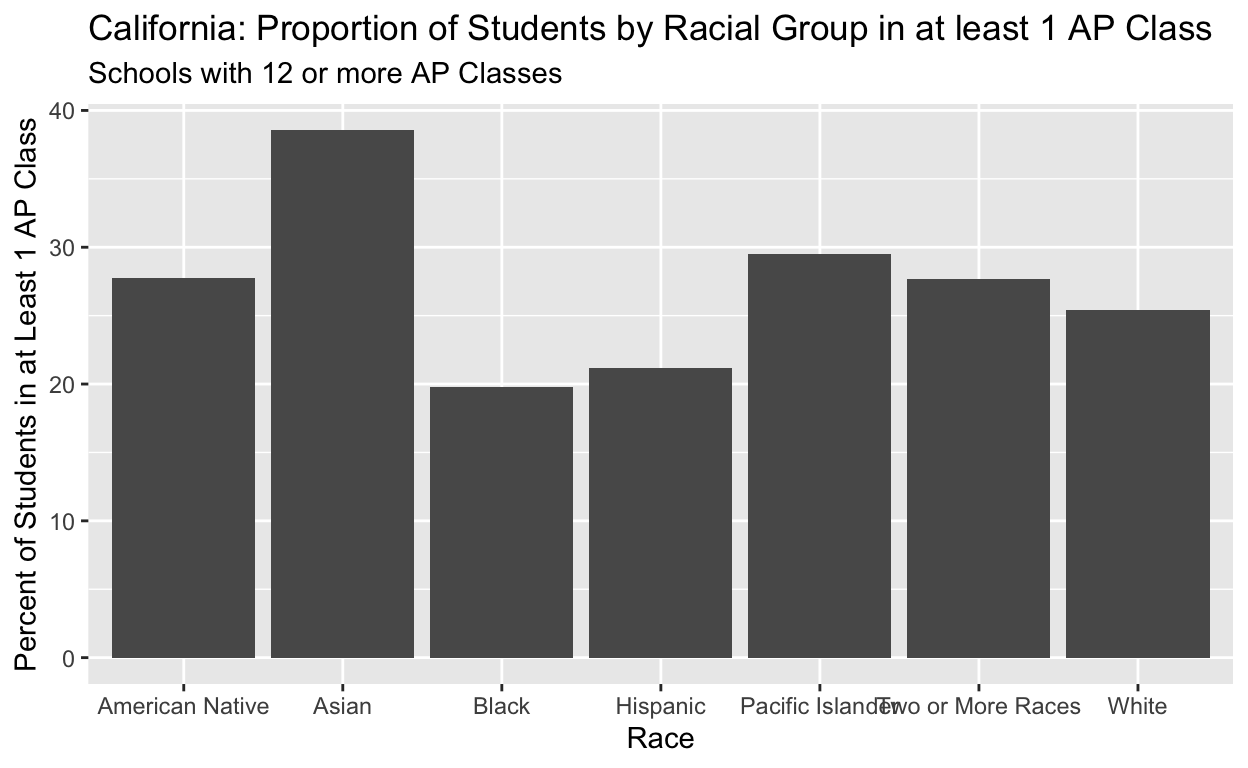 California: Proportion of Students by Racial Group in at least 1 AP Class
Schools with 12 or more AP Classes
Percent of Students in at Least 1 AP Class
40
30
20
10
0
American Native Asian Black Hispanic Pacific Islander Two or More Races White
Race